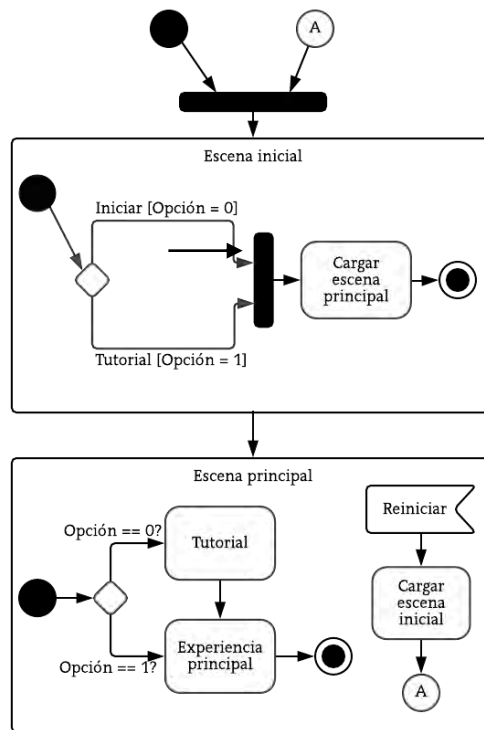 A
Escena inicial
Iniciar [Opción = 0]
Cargar
escena
principal
Tutorial [Opción = 1]
Escena principal
Opción == 0?
Tutorial
Opción == 1?
Experiencia
principal
Reiniciar
Cargar
escena
inicial
A